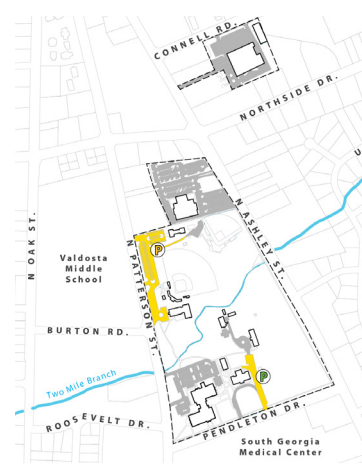 CONNELL RD.
NORTHSIDE DR.
U
N OAK ST.
N ASHLEY ST.
P
Valdosta
Middle
School
N PATTERSON ST.
BURTON RD.
Two Mile Branch
P
ROOSEVELT DR.
PENDLETON DR.
South Georgia
Medical Center